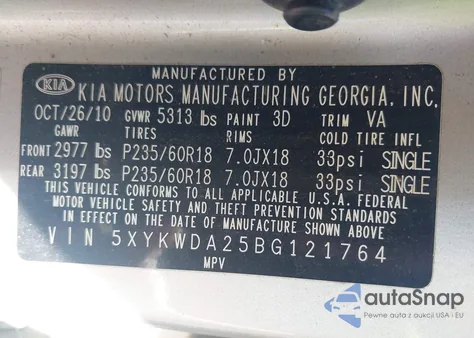 MANUFACTURED BY
KIA KIA MOTORS MANUFACTURING GEORGIA, INC.
OCT/26/10 GVWR 5313 lbs PAINT 3D TRIM VA
GAWR TIRES RIMS COLD TIRE INFL
FRONT 2977 lbs P235/60R18 7.0JX18 33psi SINGLE
REAR 3197 lbs P235/60R18 7.0JX18 33psi SINGLE
THIS VEHICLE CONFORMS TO ALL APPLICABLE U.S.A. FEDERAL
MOTOR VEHICLE SAFETY AND THEFT PREVENTION STANDARDS
IN EFFECT ON THE DATE OF MANUFACTURE SHOWN ABOVE
VIN 5XYKWDA25BG121764
MPV
autoSnap
Pewne auta z aukcji USA i EU